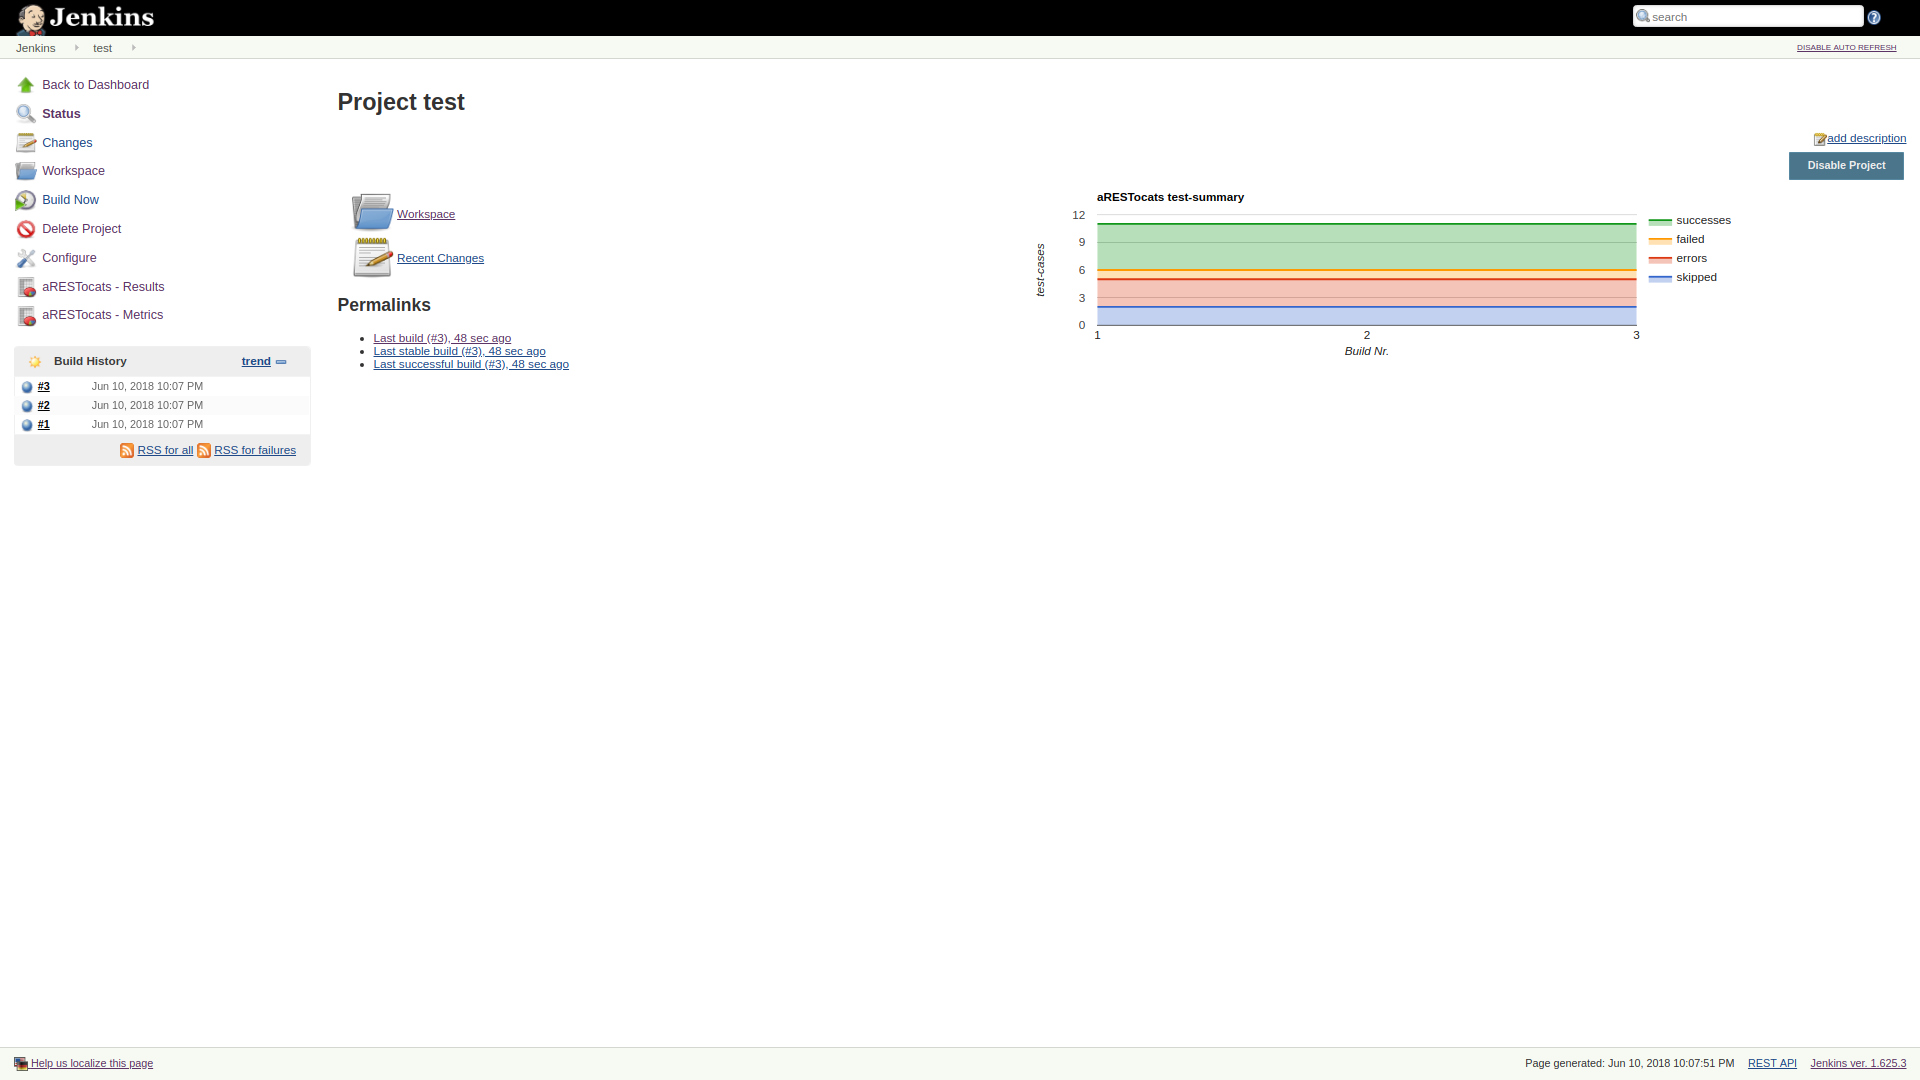 Jenkins
search
Jenkins test
DISABLE AUTO REFRESH
Back to Dashboard
Status
Changes
Workspace
Build Now
Delete Project
Configure
aRESTocats - Results
aRESTocats - Metrics
Build History trend
#3 Jun 10, 2018 10:07 PM
#2 Jun 10, 2018 10:07 PM
#1 Jun 10, 2018 10:07 PM
RSS for all RSS for failures
Project test
add description
Disable Project
Workspace
Recent Changes
Permalinks
Last build (#3), 48 sec ago
Last stable build (#3), 48 sec ago
Last successful build (#3), 48 sec ago
aRESTocats test-summary
12
9
6
3
0
test-cases
1 2 3
Build Nr.
successes
failed
errors
skipped
Help us localize this page
Page generated: Jun 10, 2018 10:07:51 PM REST API Jenkins ver. 1.625.3